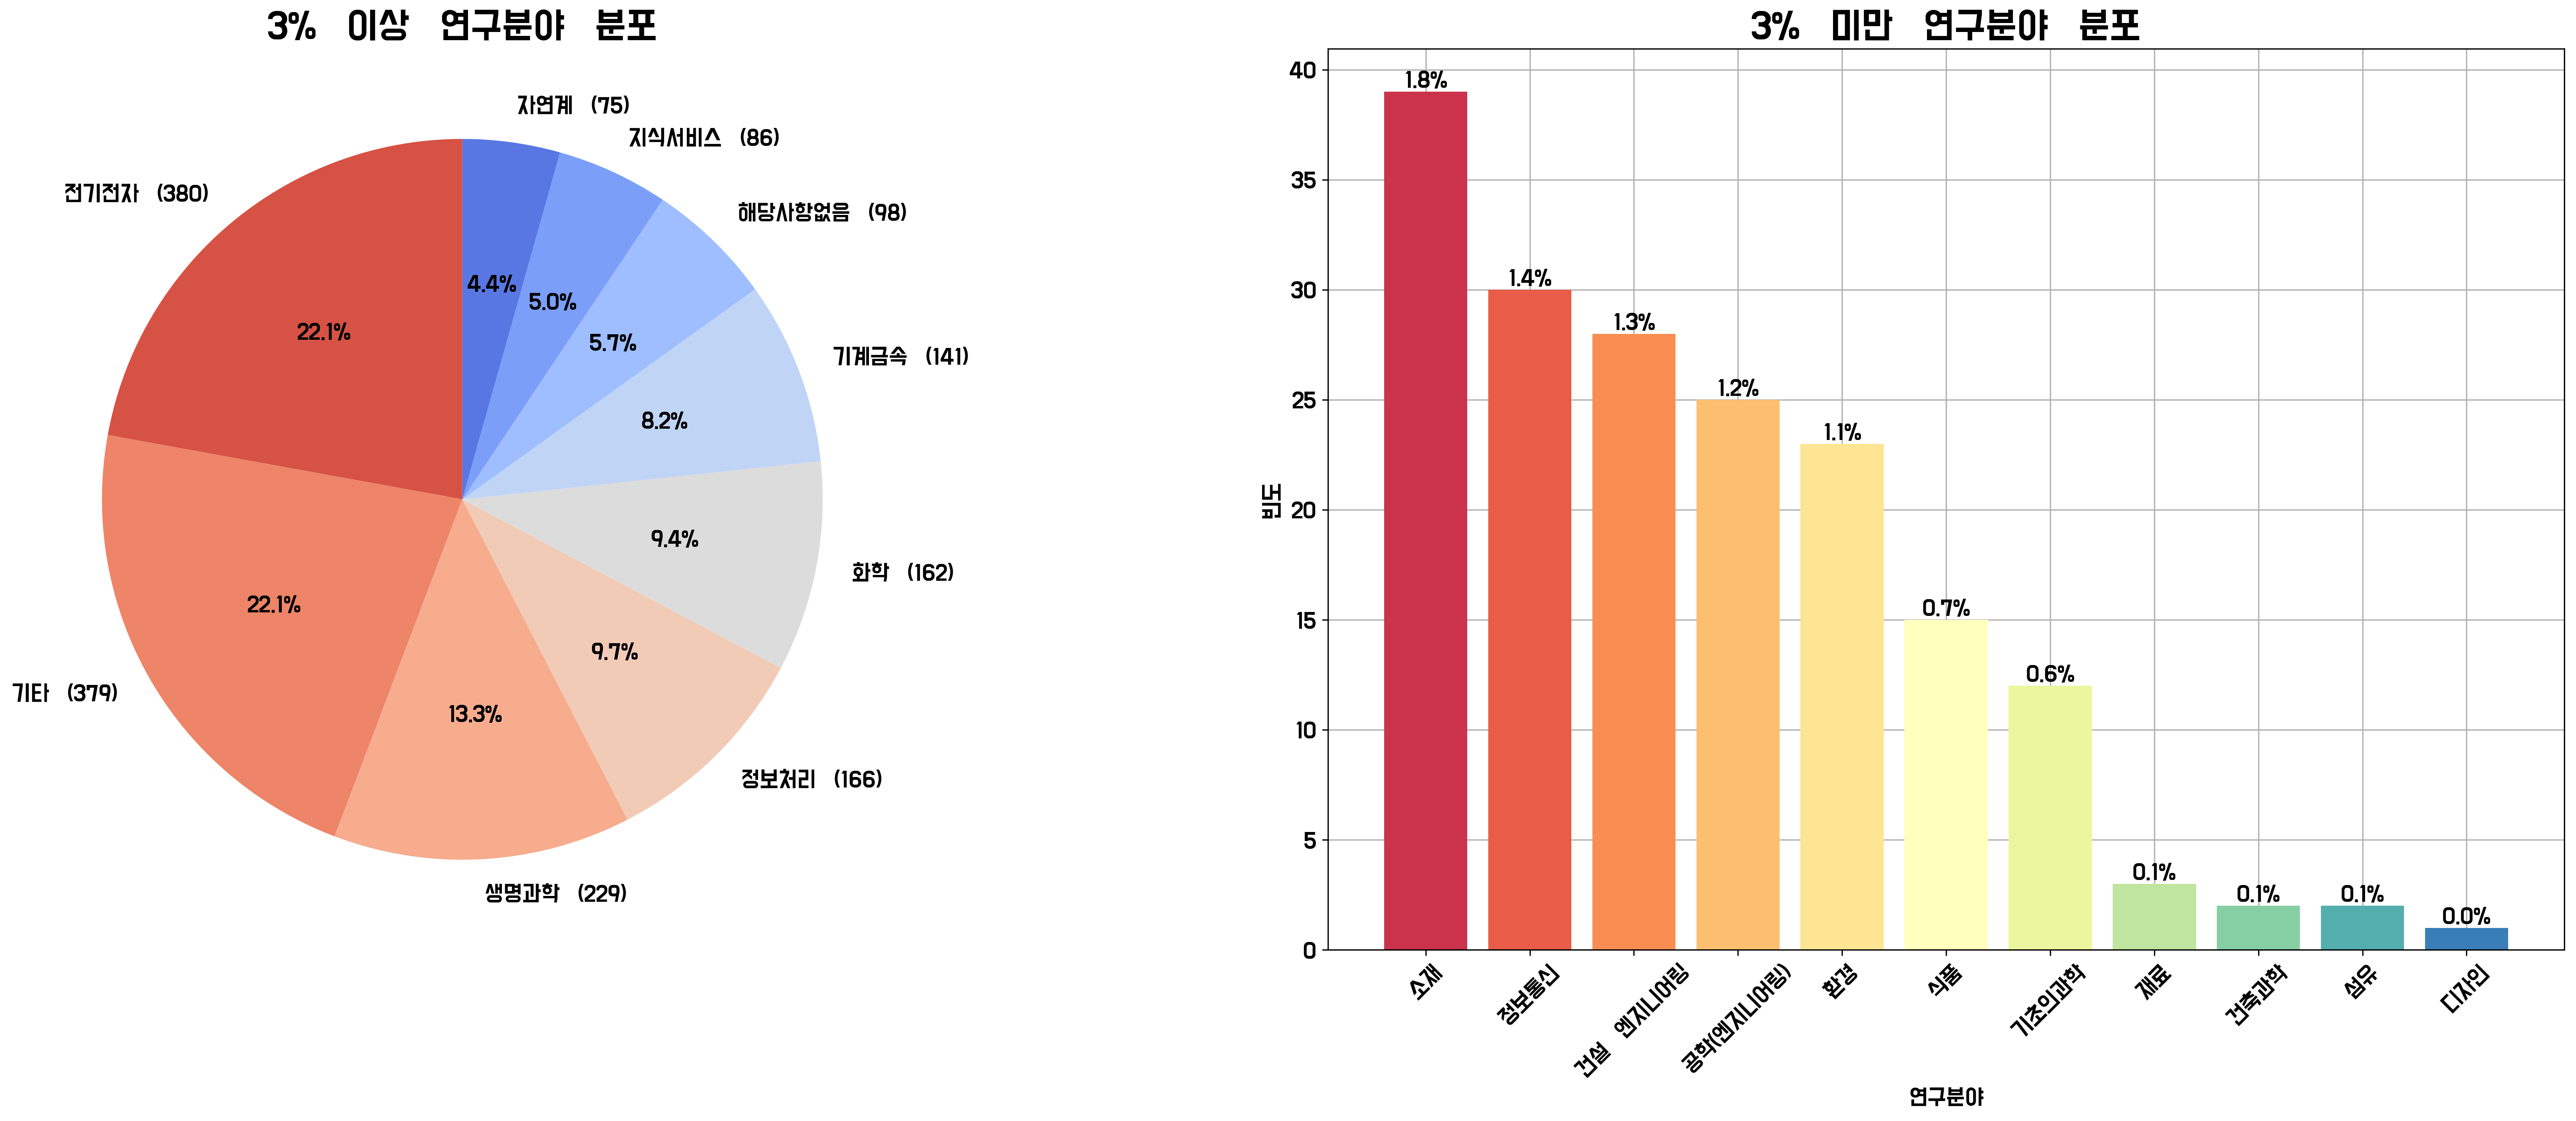 3% 이상 연구분야 분포
자연계 (75)
지식서비스 (86)
해당사항없음 (98)
기계금속 (141)
화학 (162)
정보처리 (166)
생명과학 (229)
기타 (379)
전기전자 (380)
4.4%
5.0%
5.7%
8.2%
9.4%
9.7%
13.3%
22.1%
22.1%
3% 미만 연구분야 분포
빈도
40
35
30
25
20
15
10
5
0
1.8%
1.4%
1.3%
1.2%
1.1%
0.7%
0.6%
0.1%
0.1%
0.1%
0.0%
소재
정보통신
건설 엔지니어링
공학(엔지니어링)
환경
식품
기초의과학
재료
건축과학
섬유
디자인
연구분야